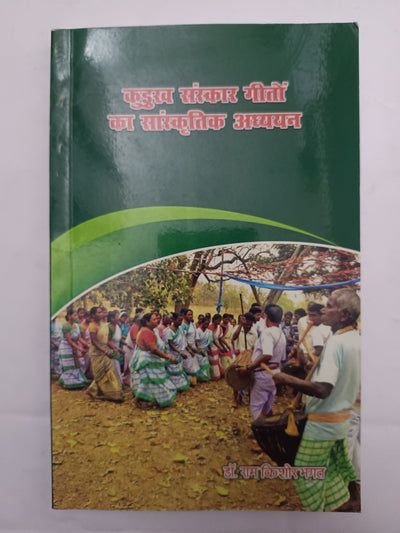 कुड़ुख संस्कार गीतों
का सांस्कृतिक अध्ययन
डॉ. राम किशोर भगत